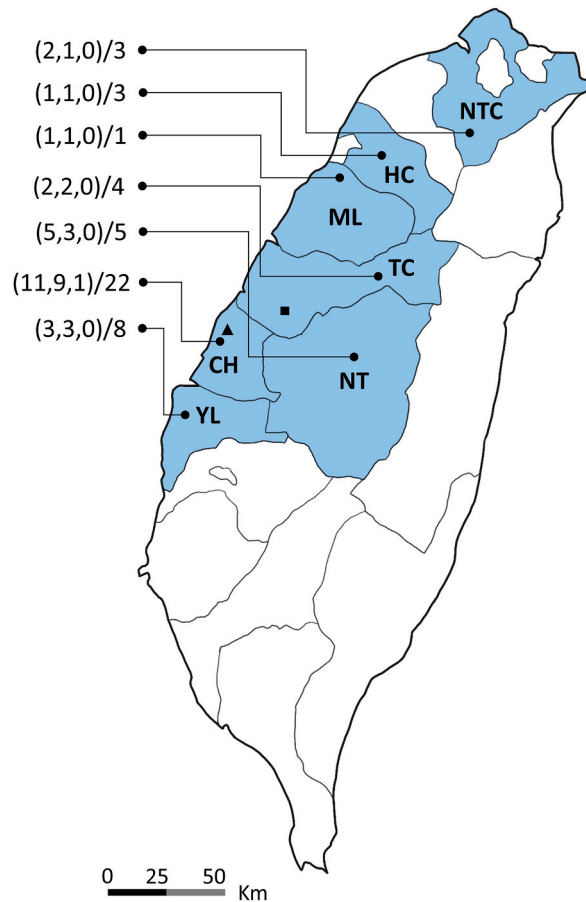 (2,1,0)/3
(1,1,0)/3
(1,1,0)/1
(2,2,0)/4
(5,3,0)/5
(11,9,1)/22
(3,3,0)/8
NTC
HC
ML
TC
CH
NT
YL
0 25 50 Km